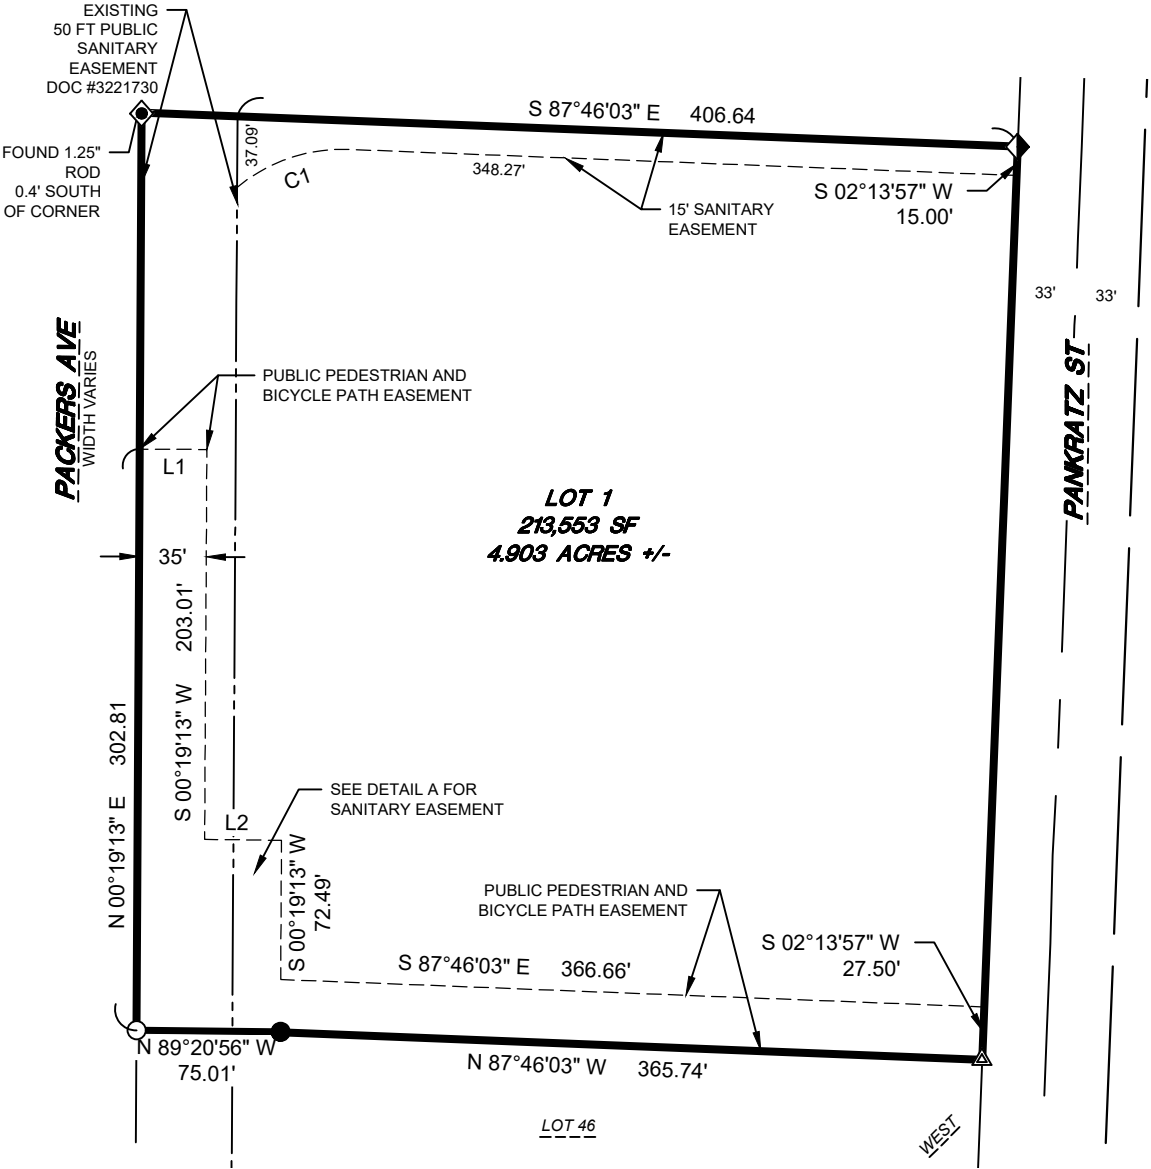 EXISTING
50 FT PUBLIC
SANITARY
EASEMENT
DOC #3221730
S 87°46'03" E 406.64
37.09'
FOUND 1.25"
ROD
0.4' SOUTH
OF CORNER
C1
348.27'
S 02°13'57" W
15.00'
15' SANITARY
EASEMENT
33' 33'
PACKERS AVE
WIDTH VARIES
PANKRATZ ST
PUBLIC PEDESTRIAN AND
BICYCLE PATH EASEMENT
L1
LOT 1
213,553 SF
4.903 ACRES +/-
35'
S 00°19'13" W 203.01'
N 00°19'13" E 302.81
SEE DETAIL A FOR
SANITARY EASEMENT
L2
S 00°19'13" W
72.49'
PUBLIC PEDESTRIAN AND
BICYCLE PATH EASEMENT
S 02°13'57" W
27.50'
S 87°46'03" E 366.66'
N 89°20'56" W
75.01'
N 87°46'03" W 365.74'
LOT 46
WEST